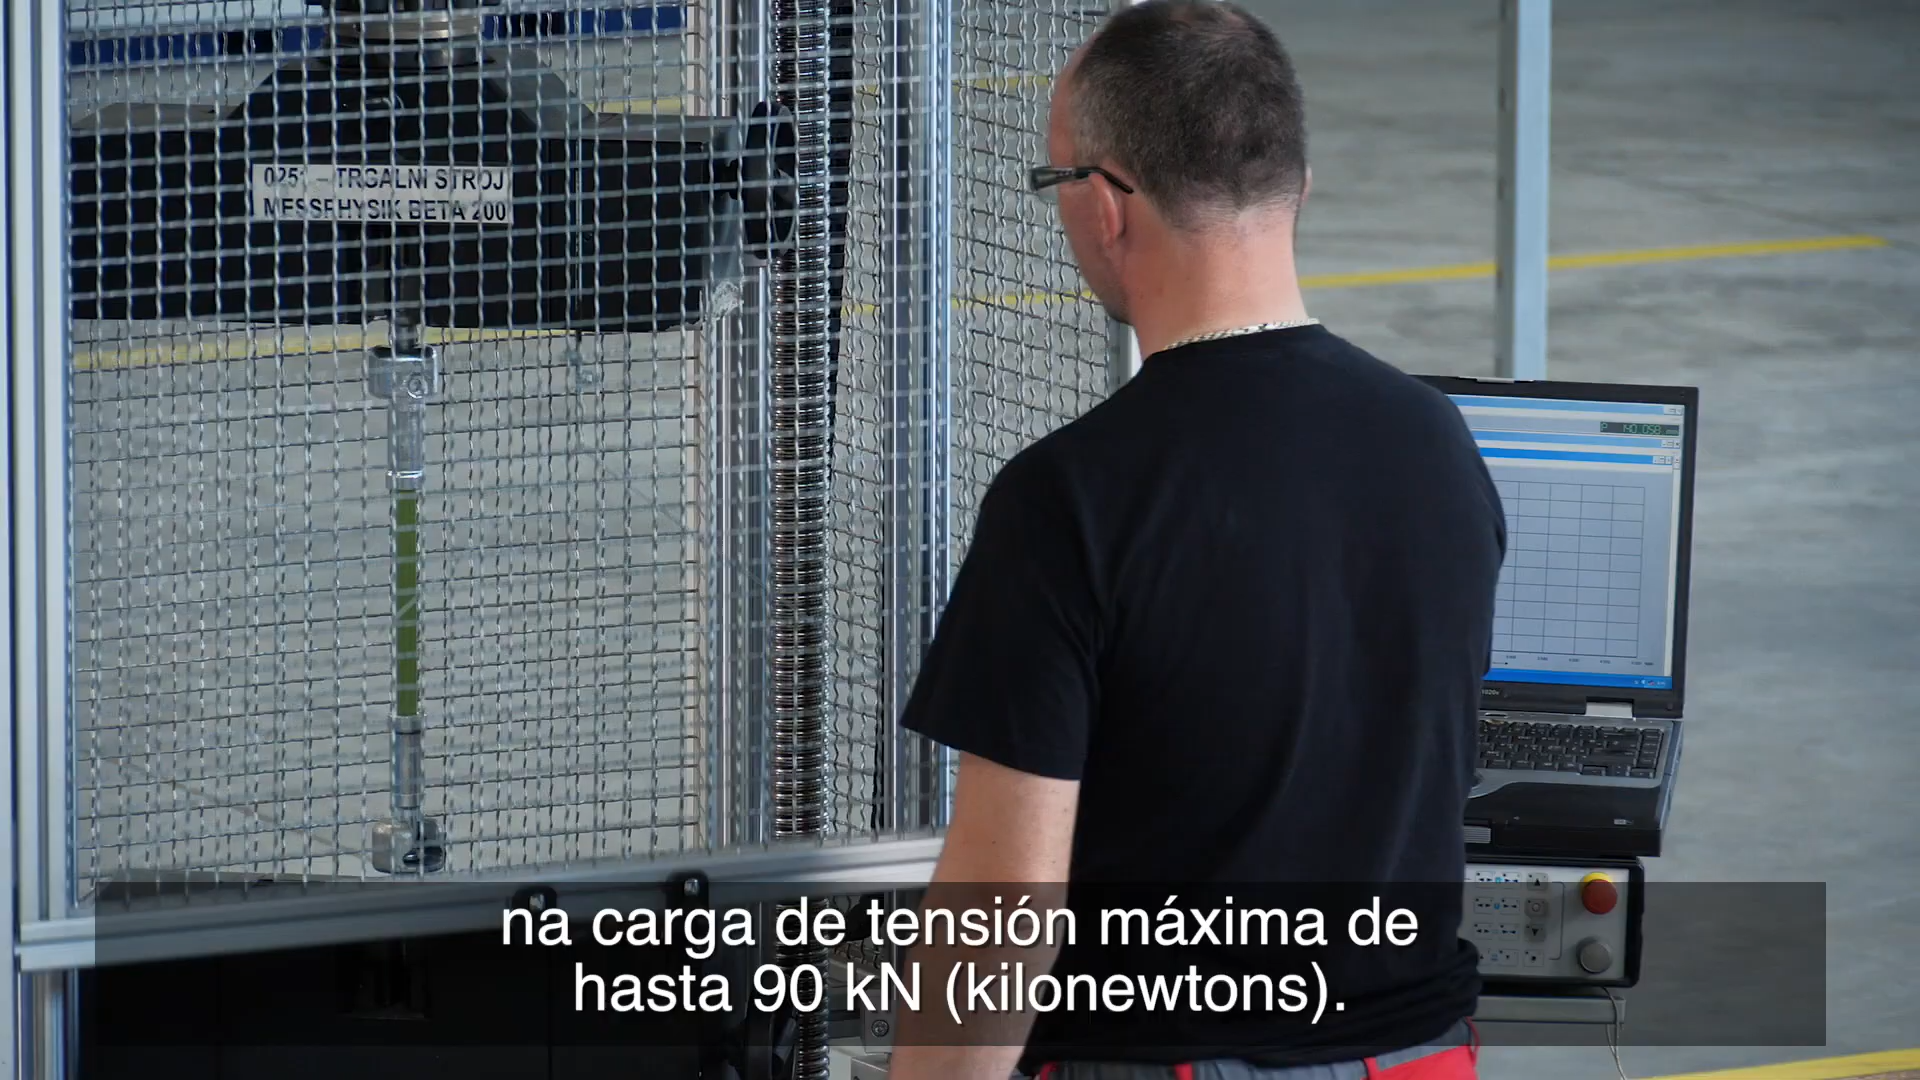 0251 – TRGALNI STROJ
MESSPHYSIK BETA 200
na carga de tensión máxima de
hasta 90 kN (kilonewtons).